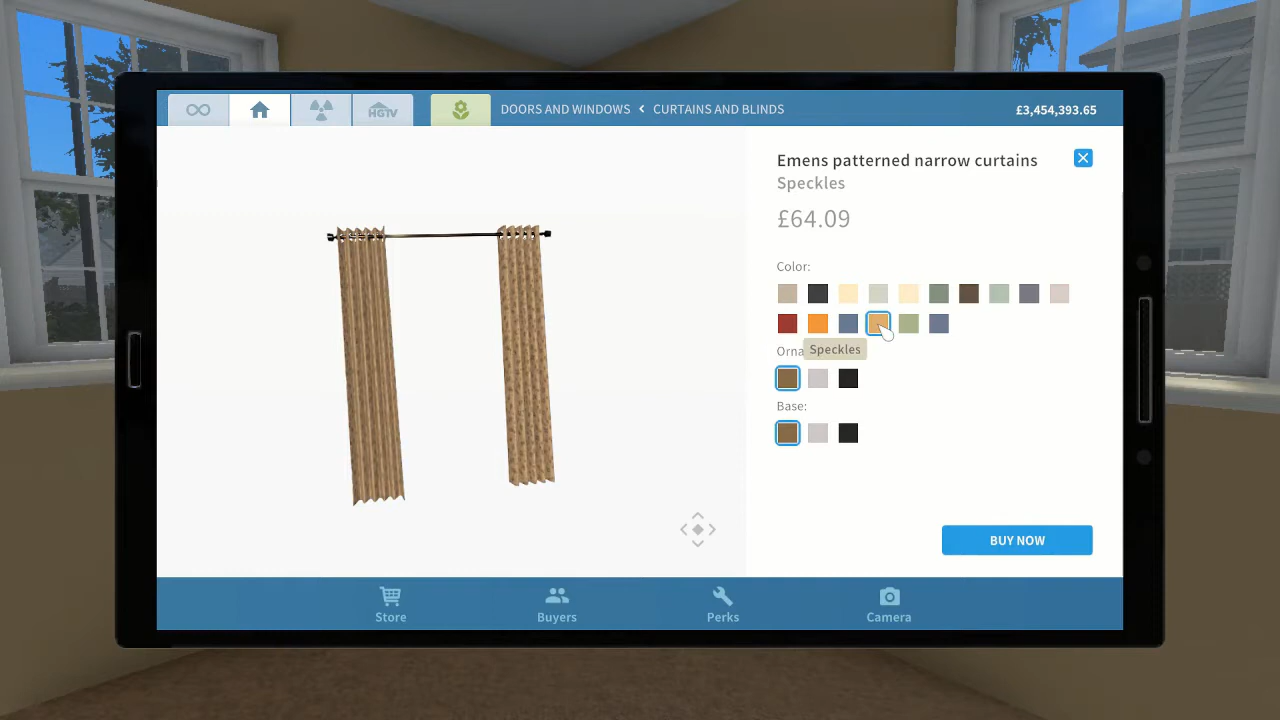 HGTV
DOORS AND WINDOWS < CURTAINS AND BLINDS
£3,454,393.65
Emens patterned narrow curtains
Speckles
£64.09
Color:
Speckles
Orna
Base:
BUY NOW
Store
Buyers
Perks
Camera